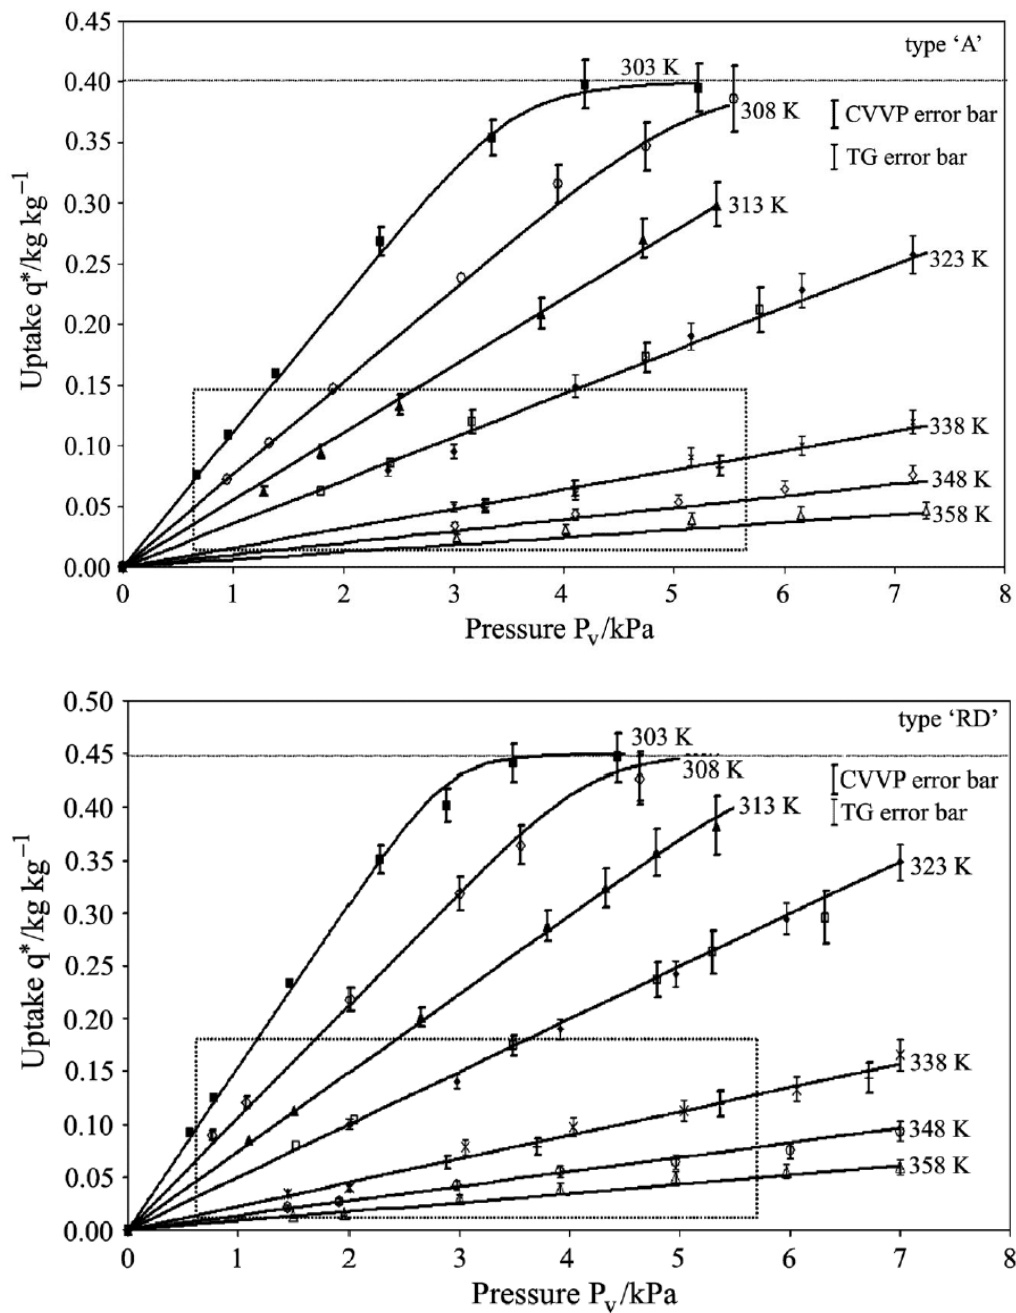 type ‘A’
0.45
0.40
0.35
0.30
0.25
0.20
0.15
0.10
0.05
0.00
Uptake q*/kg kg⁻¹
303 K
308 K
CVVP error bar
TG error bar
313 K
323 K
338 K
348 K
358 K
0 1 2 3 4 5 6 7 8
Pressure Pᵥ/kPa
type ‘RD’
0.50
0.45
0.40
0.35
0.30
0.25
0.20
0.15
0.10
0.05
0.00
Uptake q*/kg kg⁻¹
303 K
308 K
CVVP error bar
TG error bar
313 K
323 K
338 K
348 K
358 K
0 1 2 3 4 5 6 7 8
Pressure Pᵥ/kPa